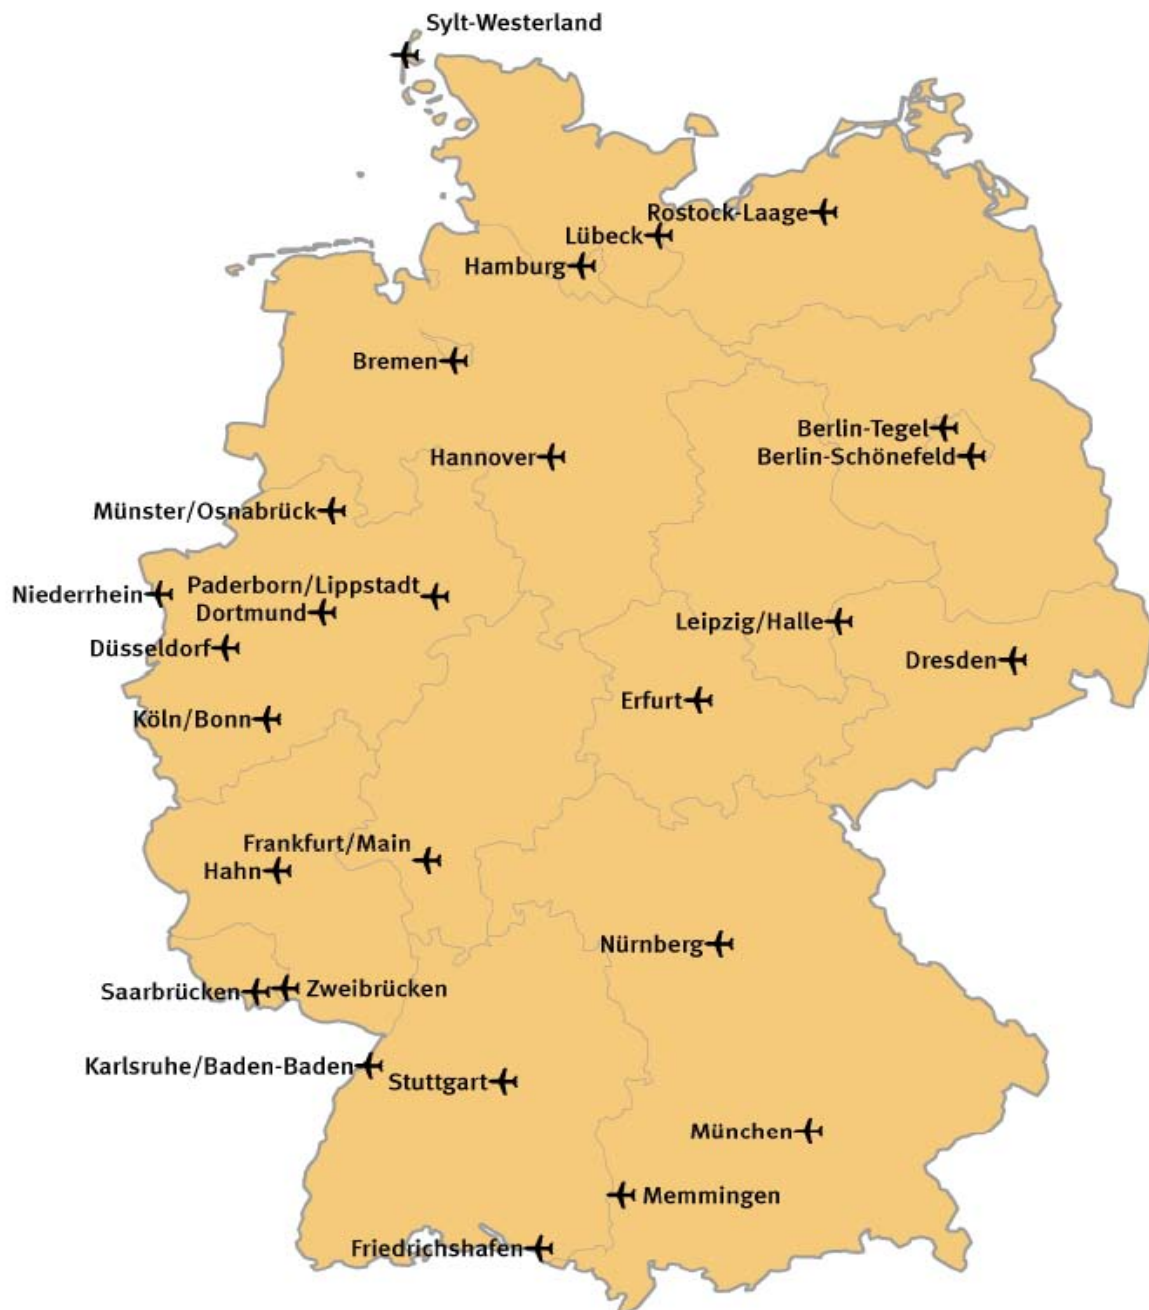 Sylt-Westerland
Rostock-Laage
Lübeck
Hamburg
Bremen
Berlin-Tegel
Hannover
Berlin-Schönefeld
Münster/Osnabrück
Paderborn/Lippstadt
Niederrhein
Dortmund
Leipzig/Halle
Düsseldorf
Dresden
Erfurt
Köln/Bonn
Frankfurt/Main
Hahn
Nürnberg
Saarbrücken
Zweibrücken
Karlsruhe/Baden-Baden
Stuttgart
München
Memmingen
Friedrichshafen